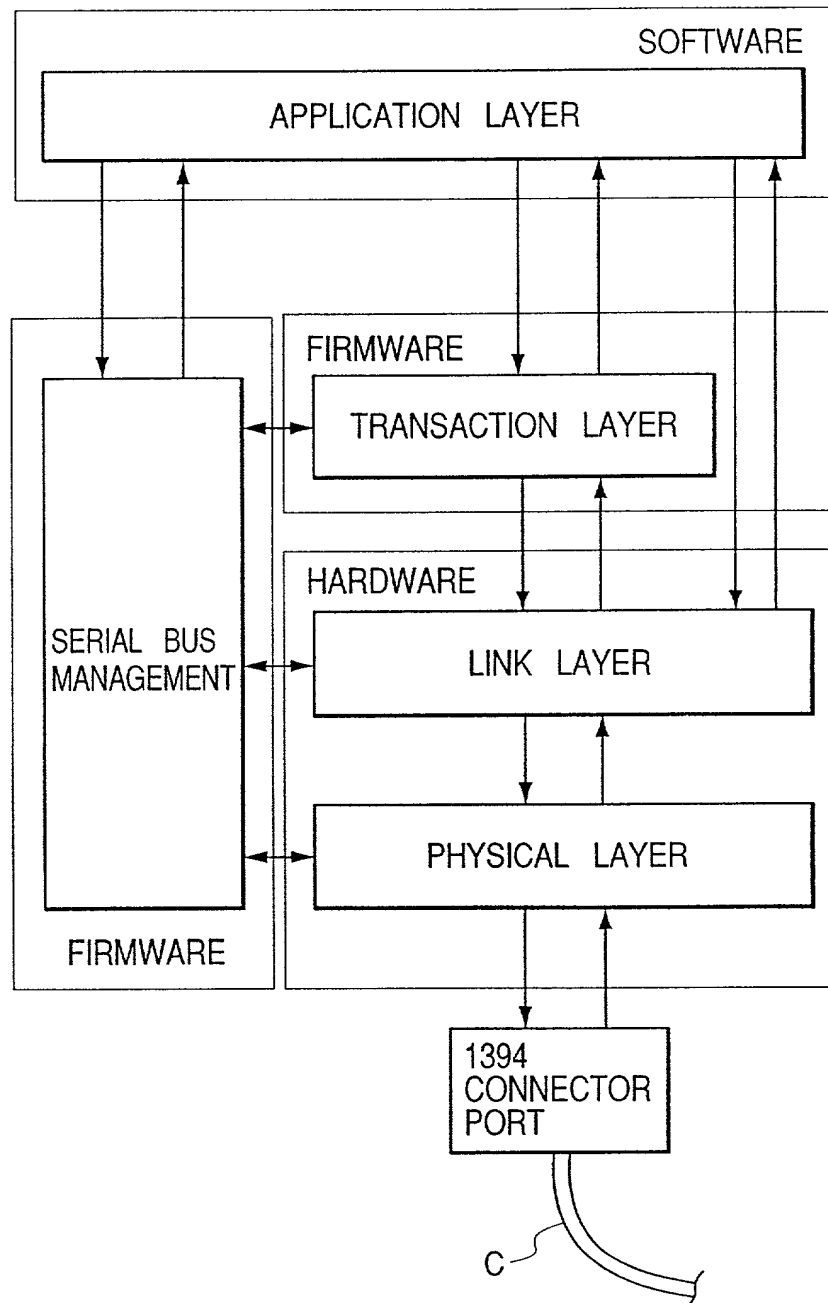 SOFTWARE
APPLICATION LAYER
FIRMWARE
TRANSACTION LAYER
HARDWARE
SERIAL BUS
MANAGEMENT
LINK LAYER
PHYSICAL LAYER
FIRMWARE
1394
CONNECTOR
PORT
C